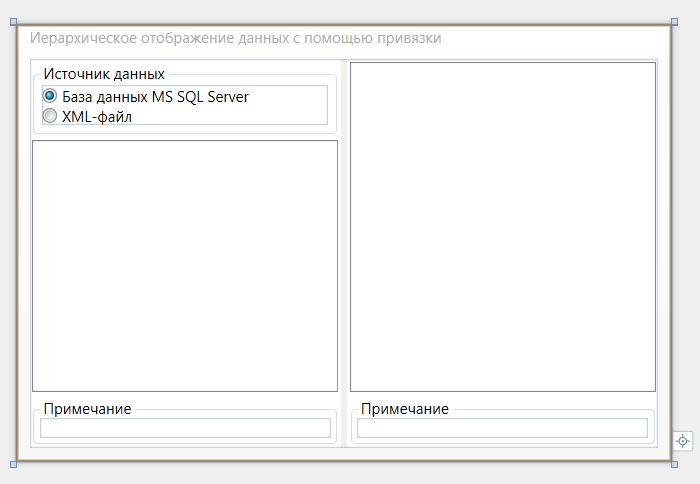 Иерархическое отображение данных с помощью привязки
Источник данных
База данных MS SQL Server
XML-файл
Примечание
Примечание